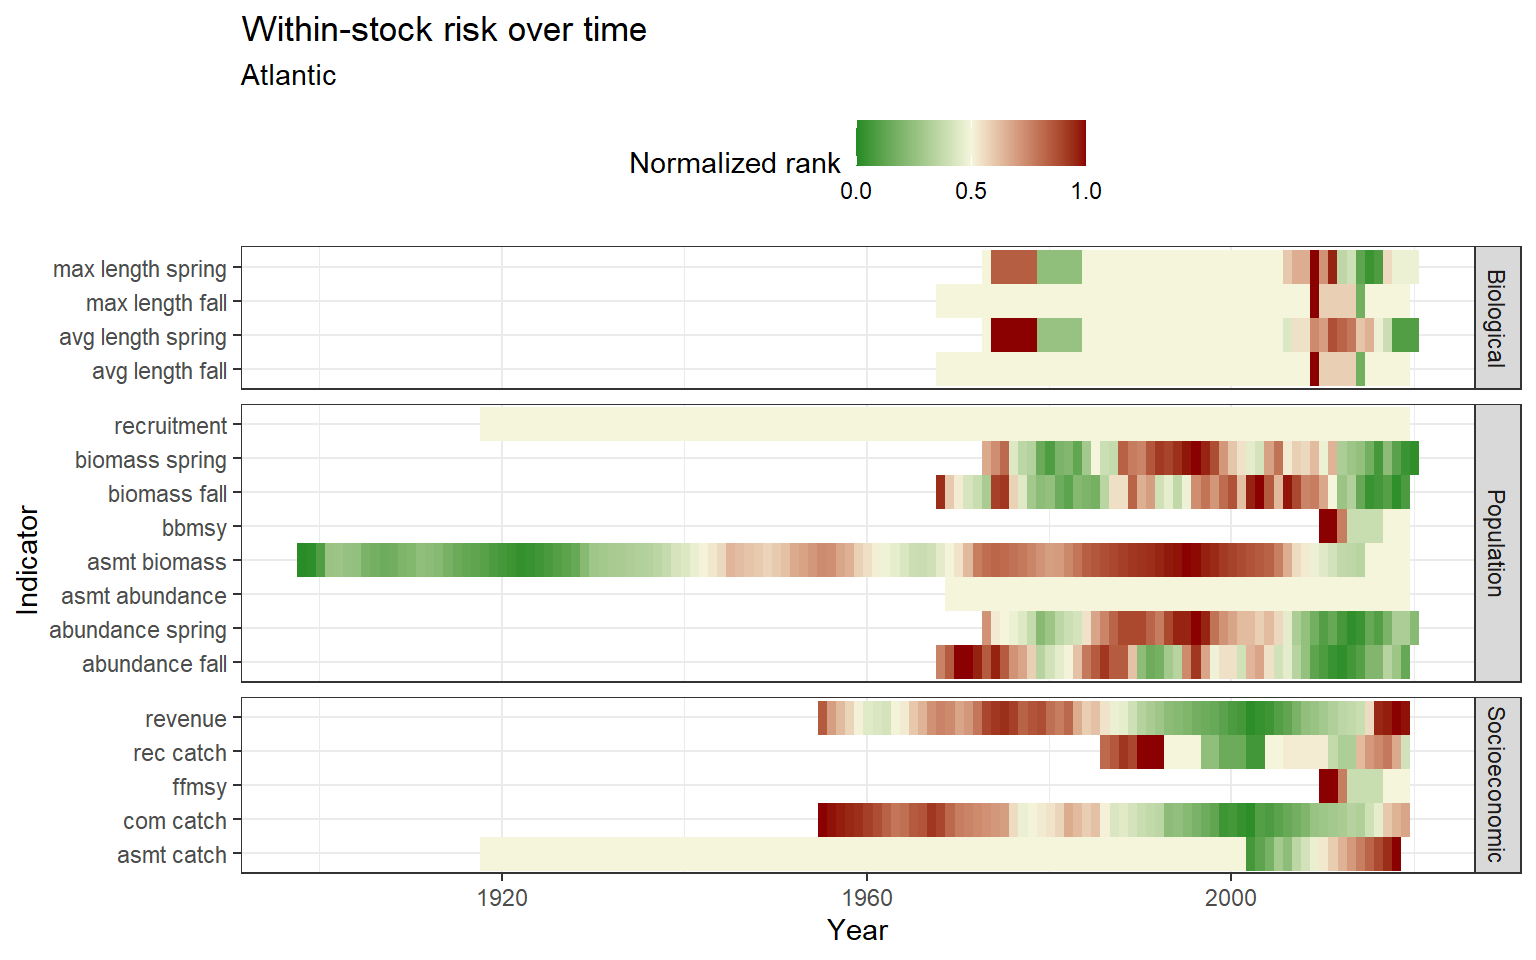 Within-stock risk over time
Atlantic
Normalized rank
0.0 0.5 1.0
max length spring
max length fall
avg length spring
avg length fall
Biological
recruitment
biomass spring
biomass fall
bbmsy
asmt biomass
asmt abundance
abundance spring
abundance fall
Population
revenue
rec catch
ffmsy
com catch
asmt catch
Socioeconomic
Indicator
1920 1960 2000
Year